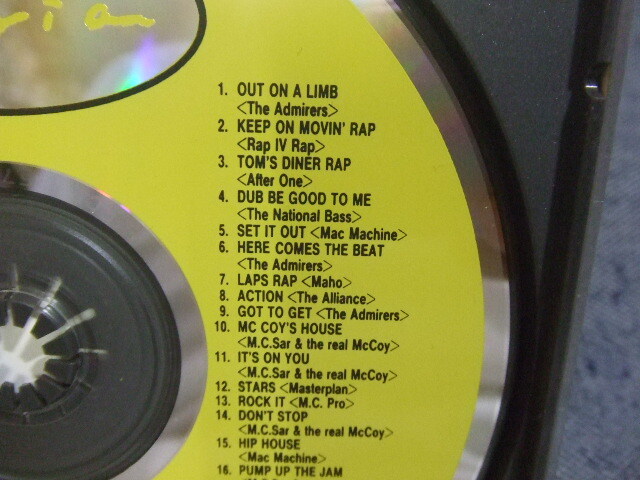 1. OUT ON A LIMB
<The Admirers>
2. KEEP ON MOVIN' RAP
<Rap IV Rap>
3. TOM'S DINER RAP
<After One>
4. DUB BE GOOD TO ME
<The National Bass>
5. SET IT OUT <Mac Machine>
6. HERE COMES THE BEAT
<The Admirers>
7. LAPS RAP <Maho>
8. ACTION <The Alliance>
9. GOT TO GET <The Admirers>
10. MC COY'S HOUSE
<M.C.Sar & the real McCoy>
11. IT'S ON YOU
<M.C.Sar & the real McCoy>
12. STARS <Masterplan>
13. ROCK IT <M.C. Pro>
14. DON'T STOP
<M.C.Sar & the real McCoy>
15. HIP HOUSE
<Mac Machine>
16. PUMP UP THE JAM